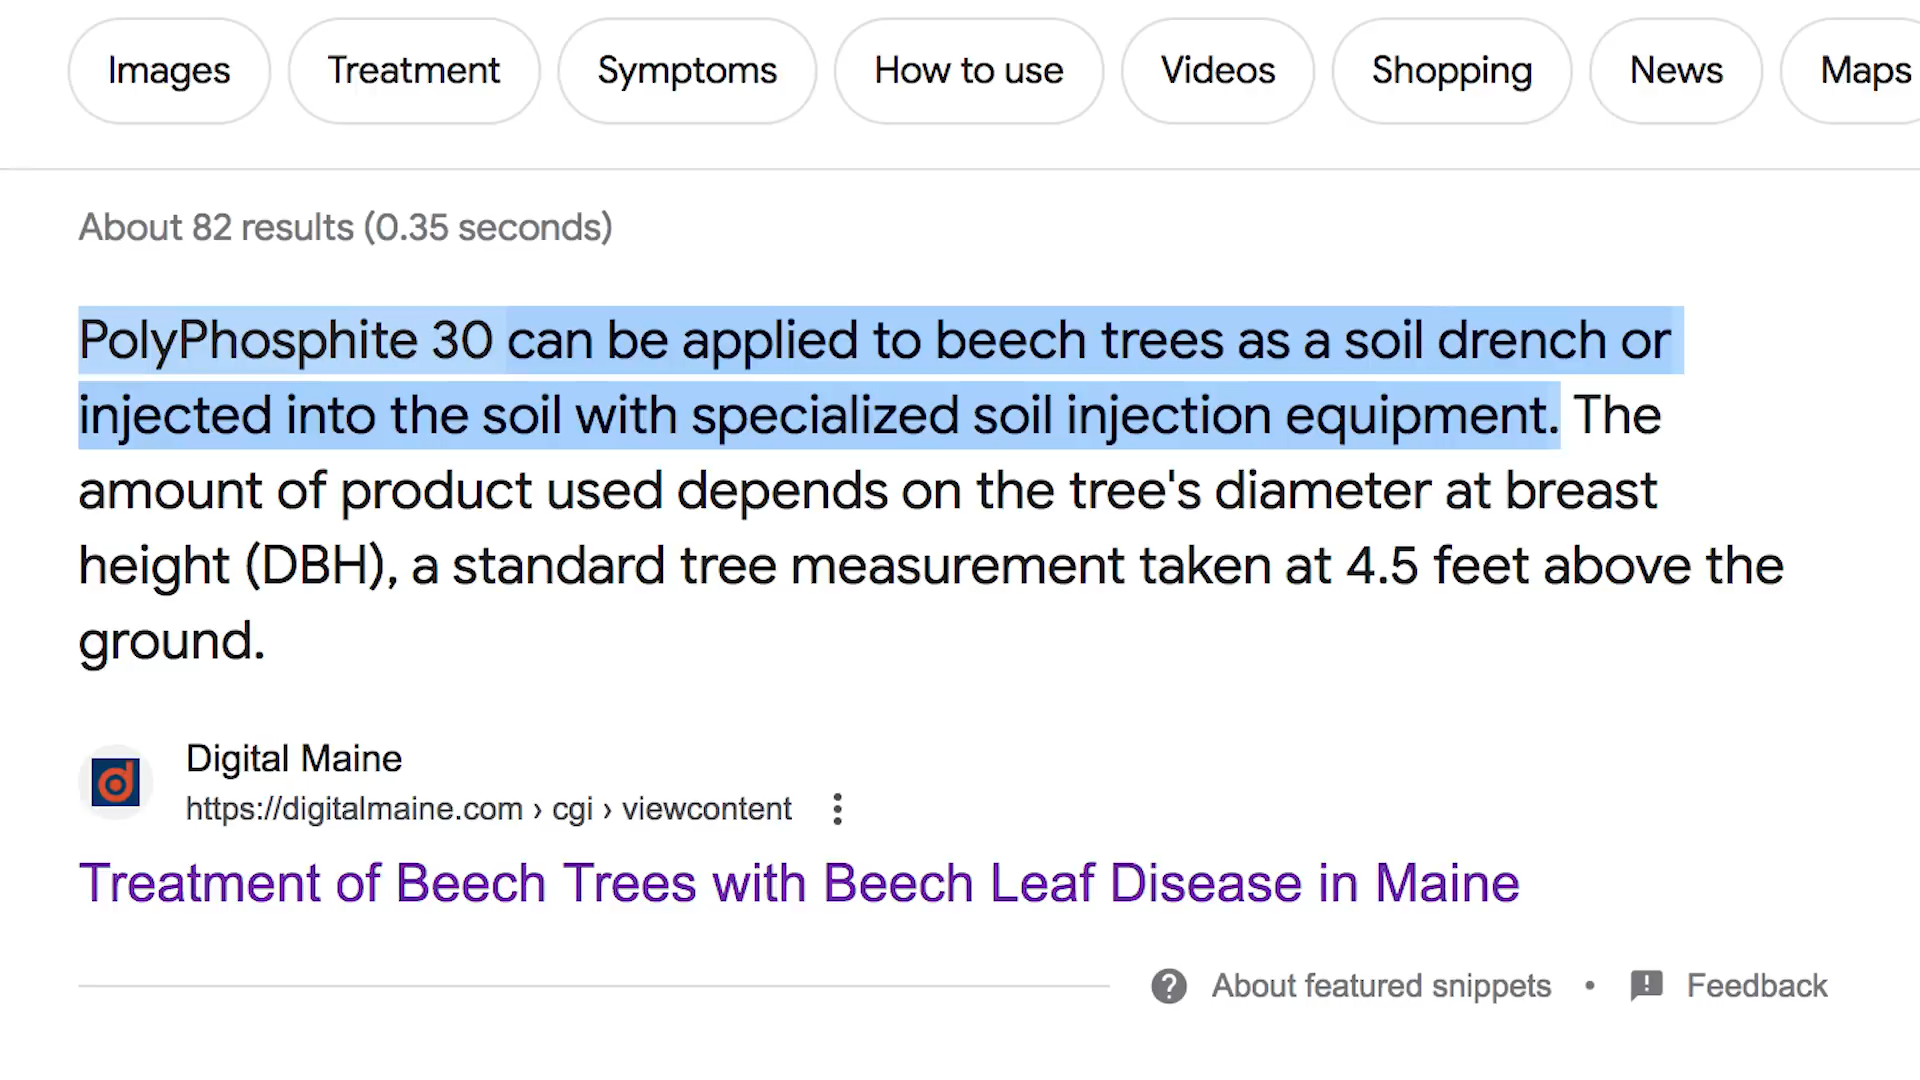 Images Treatment Symptoms How to use Videos Shopping News Maps
About 82 results (0.35 seconds)
PolyPhosphite 30 can be applied to beech trees as a soil drench or
injected into the soil with specialized soil injection equipment. The
amount of product used depends on the tree's diameter at breast
height (DBH), a standard tree measurement taken at 4.5 feet above the
ground.
Digital Maine
https://digitalmaine.com › cgi › viewcontent
Treatment of Beech Trees with Beech Leaf Disease in Maine
About featured snippets • Feedback